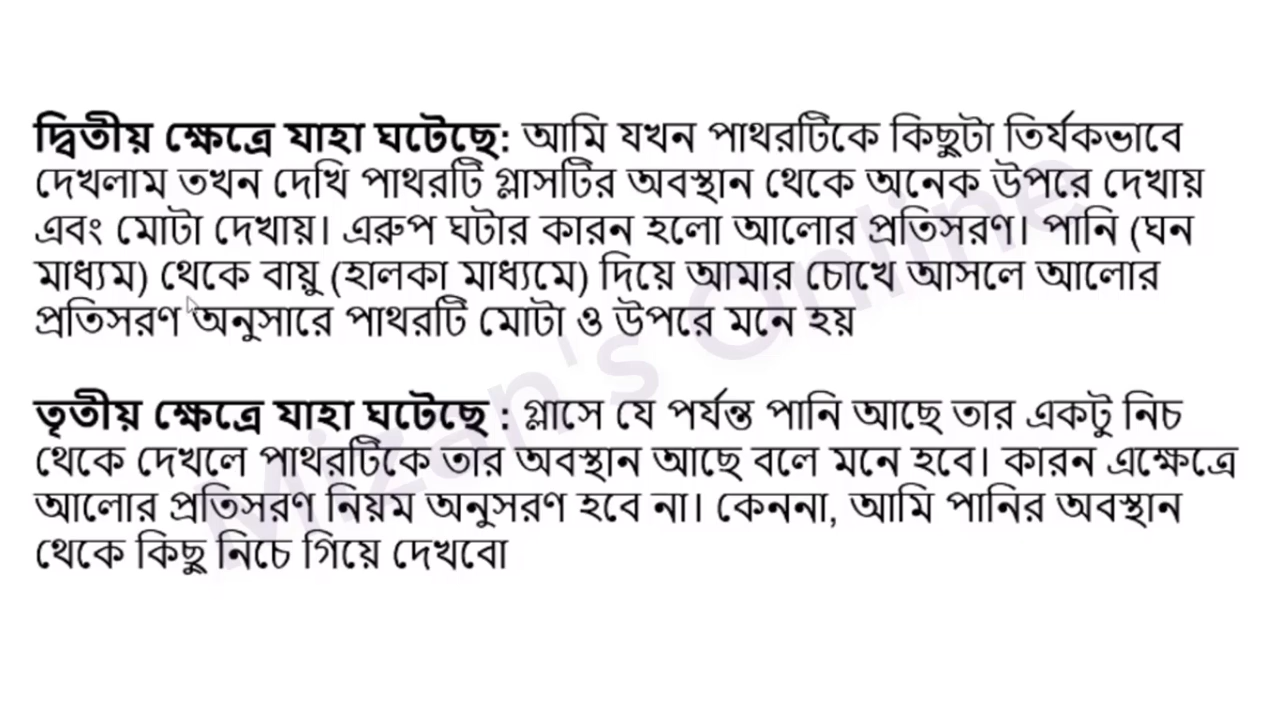 দ্বিতীয় ক্ষেত্রে যাহা ঘটেছে: আমি যখন পাথরটিকে কিছুটা তির্যকভাবে
দেখলাম তখন দেখি পাথরটি গ্লাসটির অবস্থান থেকে অনেক উপরে দেখায়
এবং মোটা দেখায়। এরুপ ঘটার কারন হলো আলোর প্রতিসরণ। পানি (ঘন
মাধ্যম) থেকে বায়ু (হালকা মাধ্যমে) দিয়ে আমার চোখে আসলে আলোর
প্রতিসরণ অনুসারে পাথরটি মোটা ও উপরে মনে হয়
তৃতীয় ক্ষেত্রে যাহা ঘটেছে : গ্লাসে যে পর্যন্ত পানি আছে তার একটু নিচ
থেকে দেখলে পাথরটিকে তার অবস্থান আছে বলে মনে হবে। কারন এক্ষেত্রে
আলোর প্রতিসরণ নিয়ম অনুসরণ হবে না। কেননা, আমি পানির অবস্থান
থেকে কিছু নিচে গিয়ে দেখবো
Mizan's Online